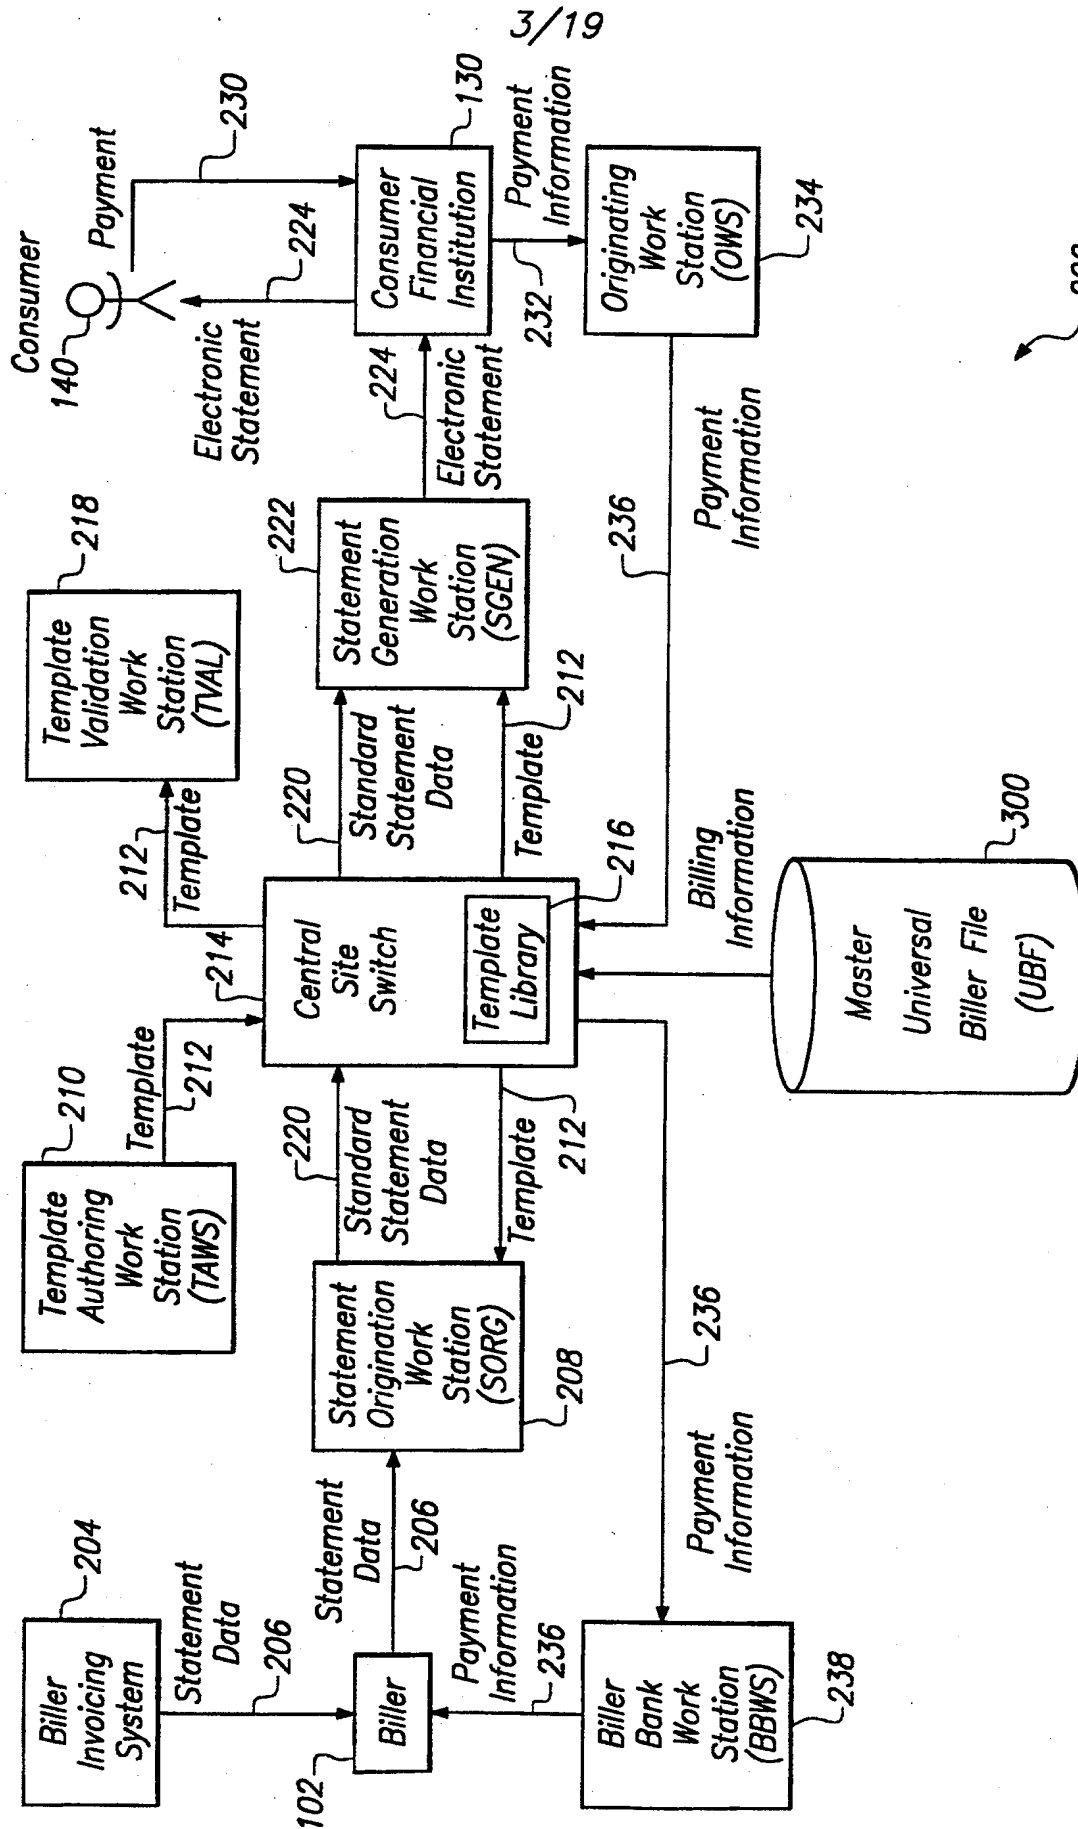 3/19
Biller
Invoicing
System
204
Statement
Data
206
102
Biller
Statement
Data
206
Payment
Information
236
Biller
Bank
Work
Station
(BBWS)
238
Template
Authoring
Work
Station
(TAWS)
210
Template
212
Statement
Origination
Work
Station
(SORG)
208
220
Standard
Statement
Data
Template
212
Payment
Information
236
214
Central
Site
Switch
Template
Library
216
212
Template
Template
Validation
Work
Station
(TVAL)
218
220
Standard
Statement
Data
Template
212
Statement
Generation
Work
Station
(SGEN)
222
Billing
Information
Master
Universal
Biller File
(UBF)
300
224
Electronic
Statement
Consumer
140
Electronic
Statement
224
Payment
230
Consumer
Financial
Institution
130
232
Payment
Information
Originating
Work
Station
(OWS)
234
236
Payment
Information